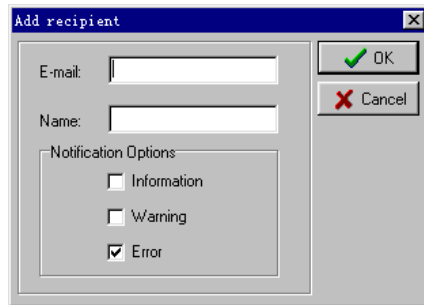 Add recipient
E-mail:
OK
Cancel
Name:
Notification Options
Information
Warning
Error